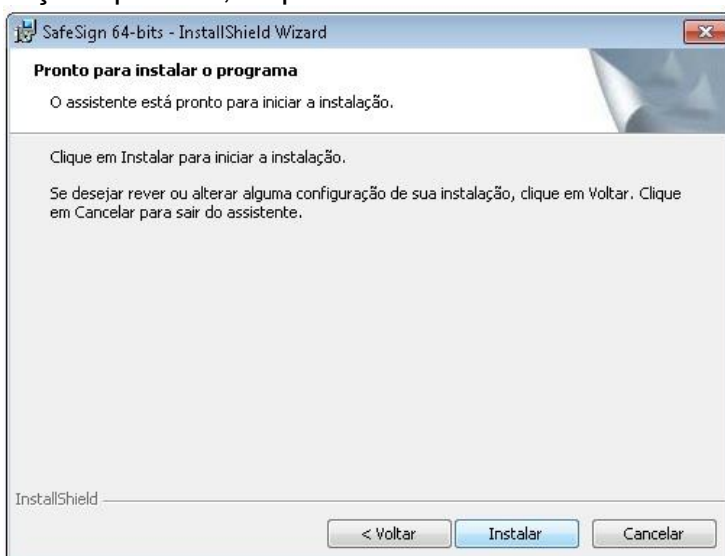 SafeSign 64-bits - InstallShield Wizard
Pronto para instalar o programa
O assistente está pronto para iniciar a instalação.
Clique em Instalar para iniciar a instalação.
Se desejar rever ou alterar alguma configuração de sua instalação, clique em Voltar. Clique
em Cancelar para sair do assistente.
InstallShield
< Voltar Instalar Cancelar